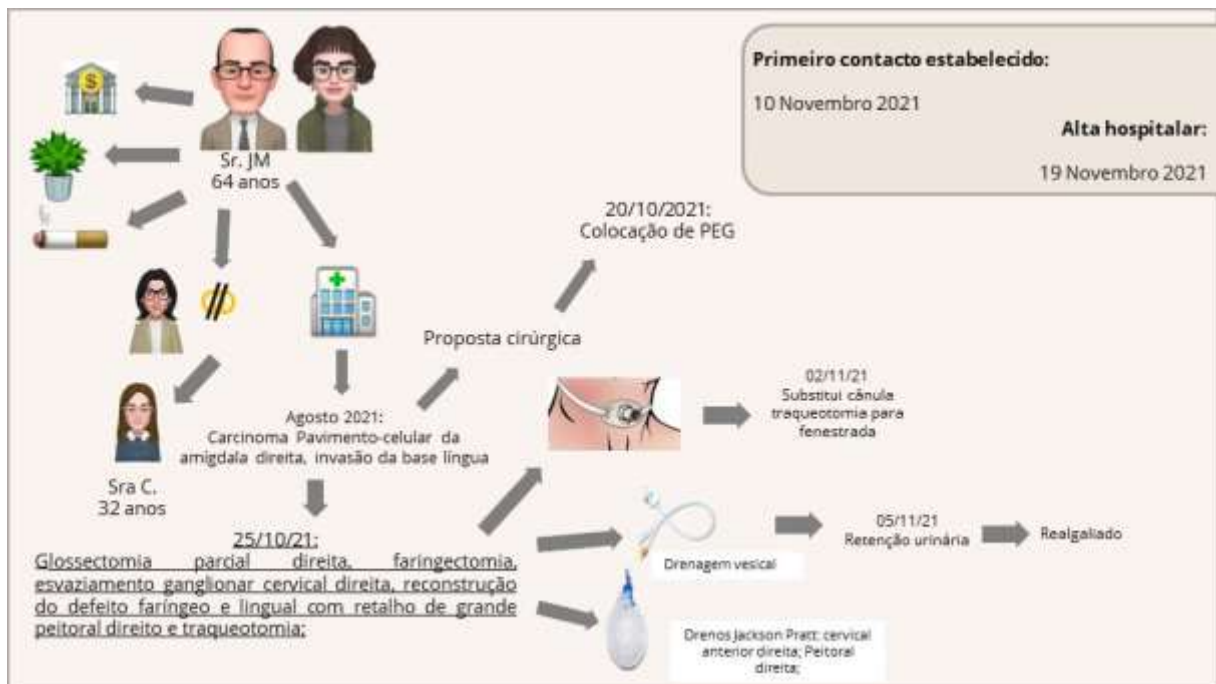 Primeiro contacto estabelecido:
10 Novembro 2021
Alta hospitalar:
19 Novembro 2021
$
Sr. JM
64 anos
20/10/2021:
Colocação de PEG
Proposta cirúrgica
Agosto 2021:
Carcinoma Pavimento-celular da
amígdala direita, invasão da base língua
Sra C.
32 anos
02/11/21
Substitui cânula
traqueotomia para
fenestrada
25/10/21:
Glossectomia parcial direita, faringectomia,
esvaziamento ganglionar cervical direita, reconstrução
do defeito faríngeo e lingual com retalho de grande
peitoral direito e traqueotomia;
Drenagem vesical
05/11/21
Retenção urinária
Realgaliado
Drenos Jackson Pratt: cervical
anterior direita; Peitoral
direita;